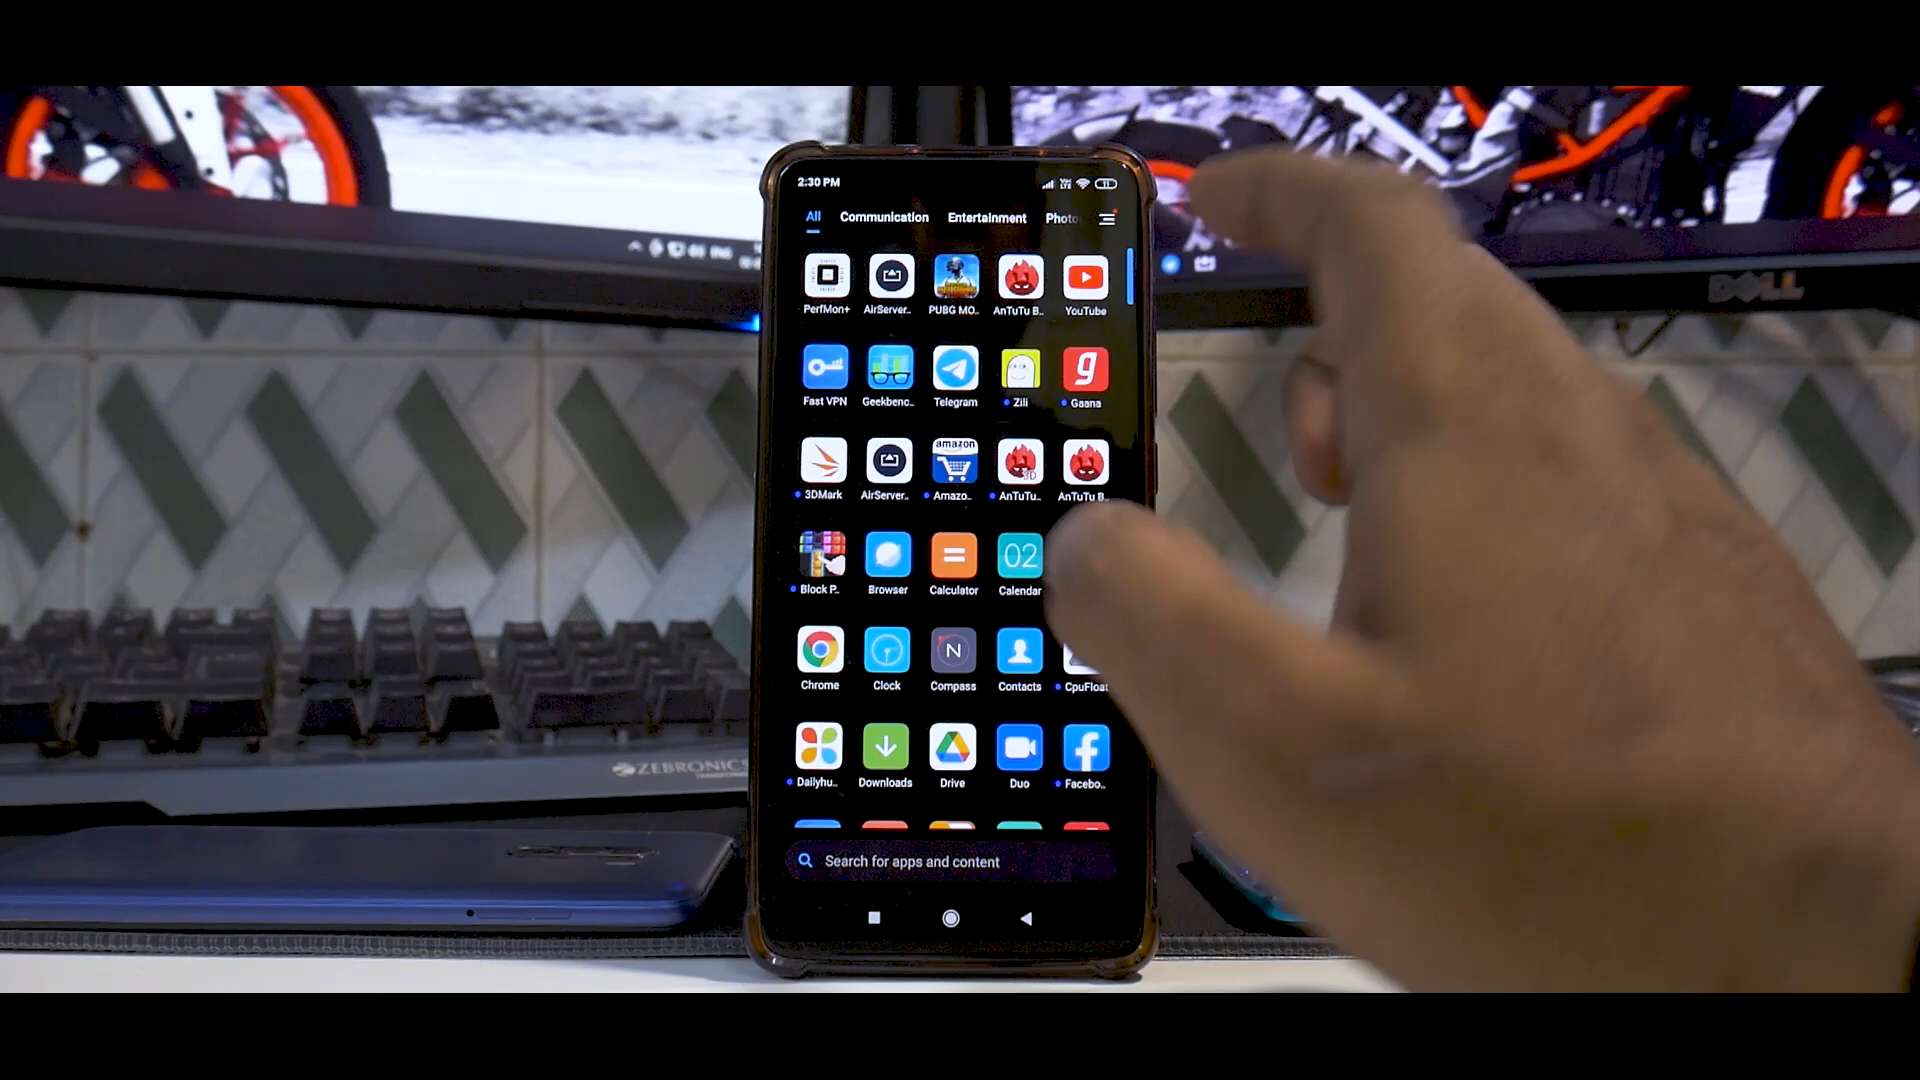 2:30 PM
All Communication Entertainment Photo
PerfMon+ AirServer.. PUBG MO.. AnTuTu B.. YouTube
Fast VPN Geekbenc.. Telegram Zili Gaana
amazon
3DMark AirServer.. Amazo.. AnTuTu.. AnTuTu B..
02
Block P.. Browser Calculator Calendar
Chrome Clock Compass Contacts CpuFloat
Dailyhu.. Downloads Drive Duo Facebo..
Search for apps and content
ENG
DELL
ZEBRONICS